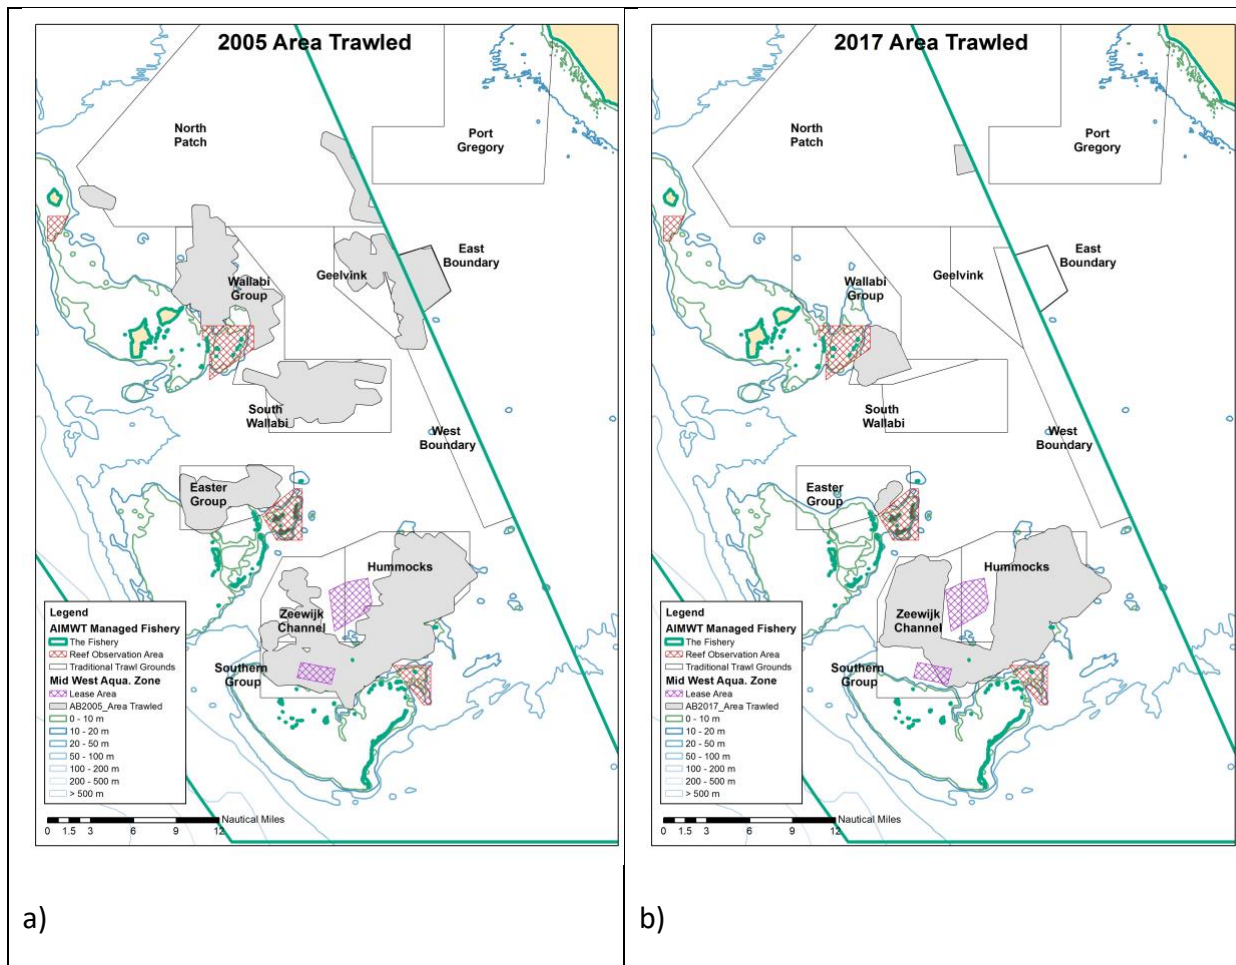 2005 Area Trawled
North
Patch
Port
Gregory
East
Boundary
Wallabi
Group
Geelvink
South
Wallabi
West
Boundary
Easter
Group
Hummocks
Zeewijk
Channel
Southern
Group
Legend
AIMWT Managed Fishery
The Fishery
Reef Observation Area
Traditional Trawl Grounds
Mid West Aqua. Zone
Lease Area
AB2005_Area Trawled
0 - 10 m
10 - 20 m
20 - 50 m
50 - 100 m
100 - 200 m
200 - 500 m
> 500 m
Nautical Miles
0 1.5 3 6 9 12
a)
2017 Area Trawled
North
Patch
Port
Gregory
East
Boundary
Wallabi
Group
Geelvink
South
Wallabi
West
Boundary
Easter
Group
Hummocks
Zeewijk
Channel
Southern
Group
Legend
AIMWT Managed Fishery
The Fishery
Reef Observation Area
Traditional Trawl Grounds
Mid West Aqua. Zone
Lease Area
AB2017_Area Trawled
0 - 10 m
10 - 20 m
20 - 50 m
50 - 100 m
100 - 200 m
200 - 500 m
> 500 m
Nautical Miles
0 1.5 3 6 9 12
b)